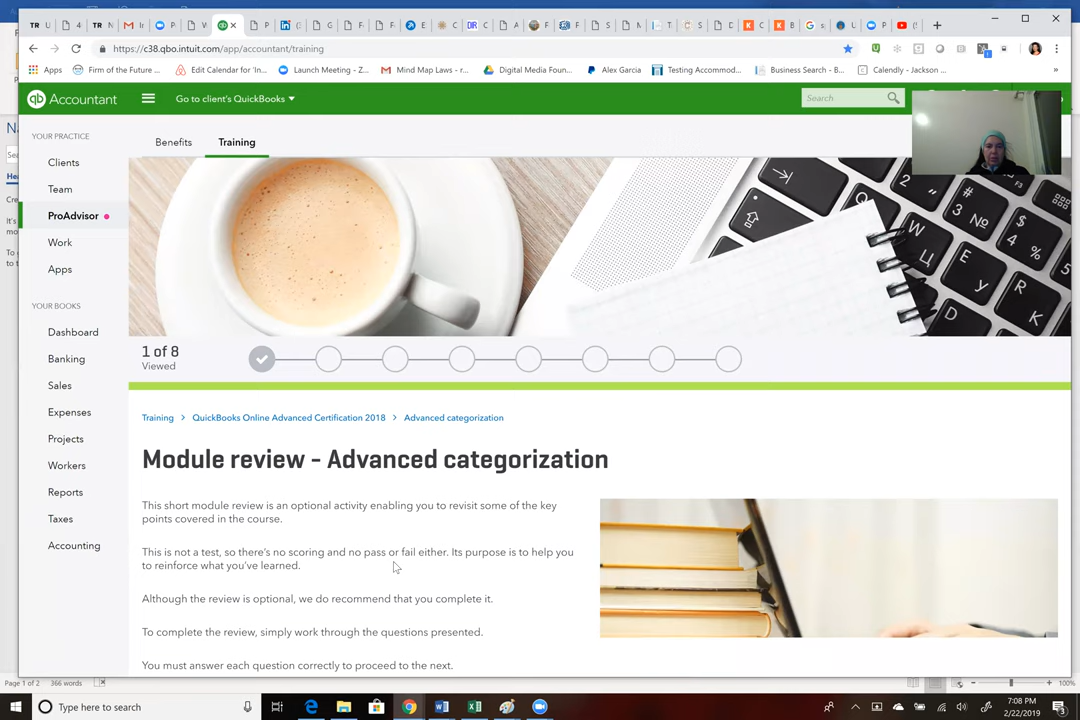 https://c38.qbo.intuit.com/app/accountant/training
Apps
Firm of the Future ...
Edit Calendar for 'In...
Launch Meeting - Z...
Mind Map Laws - r...
Digital Media Foun...
Alex Garcia
Testing Accommod...
Business Search - B...
Calendly - Jackson ...
qb Accountant
Go to client's QuickBooks
Search
YOUR PRACTICE
Clients
Team
ProAdvisor
Work
Apps
YOUR BOOKS
Dashboard
Banking
Sales
Expenses
Projects
Workers
Reports
Taxes
Accounting
Benefits
Training
1 of 8
Viewed
Training > QuickBooks Online Advanced Certification 2018 > Advanced categorization
Module review - Advanced categorization
This short module review is an optional activity enabling you to revisit some of the key
points covered in the course.
This is not a test, so there's no scoring and no pass or fail either. Its purpose is to help you
to reinforce what you've learned.
Although the review is optional, we do recommend that you complete it.
To complete the review, simply work through the questions presented.
You must answer each question correctly to proceed to the next.
Page 1 of 2 366 words
100%
Type here to search
7:08 PM
2/22/2019